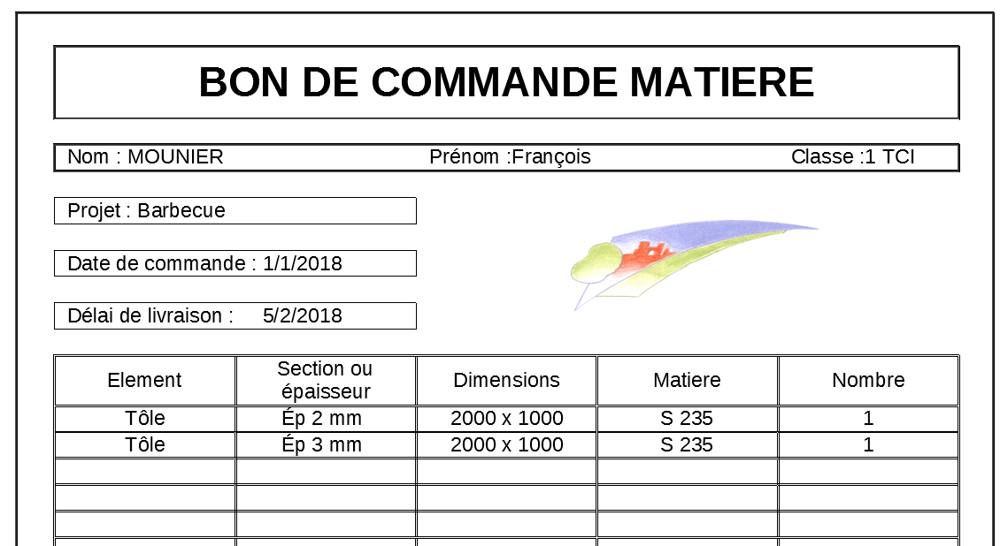 BON DE COMMANDE MATIERE
Nom : MOUNIER Prénom :François Classe :1 TCI
Projet : Barbecue
Date de commande : 1/1/2018
Délai de livraison : 5/2/2018
Element Section ou épaisseur Dimensions Matiere Nombre
Tôle Ép 2 mm 2000 x 1000 S 235 1
Tôle Ép 3 mm 2000 x 1000 S 235 1